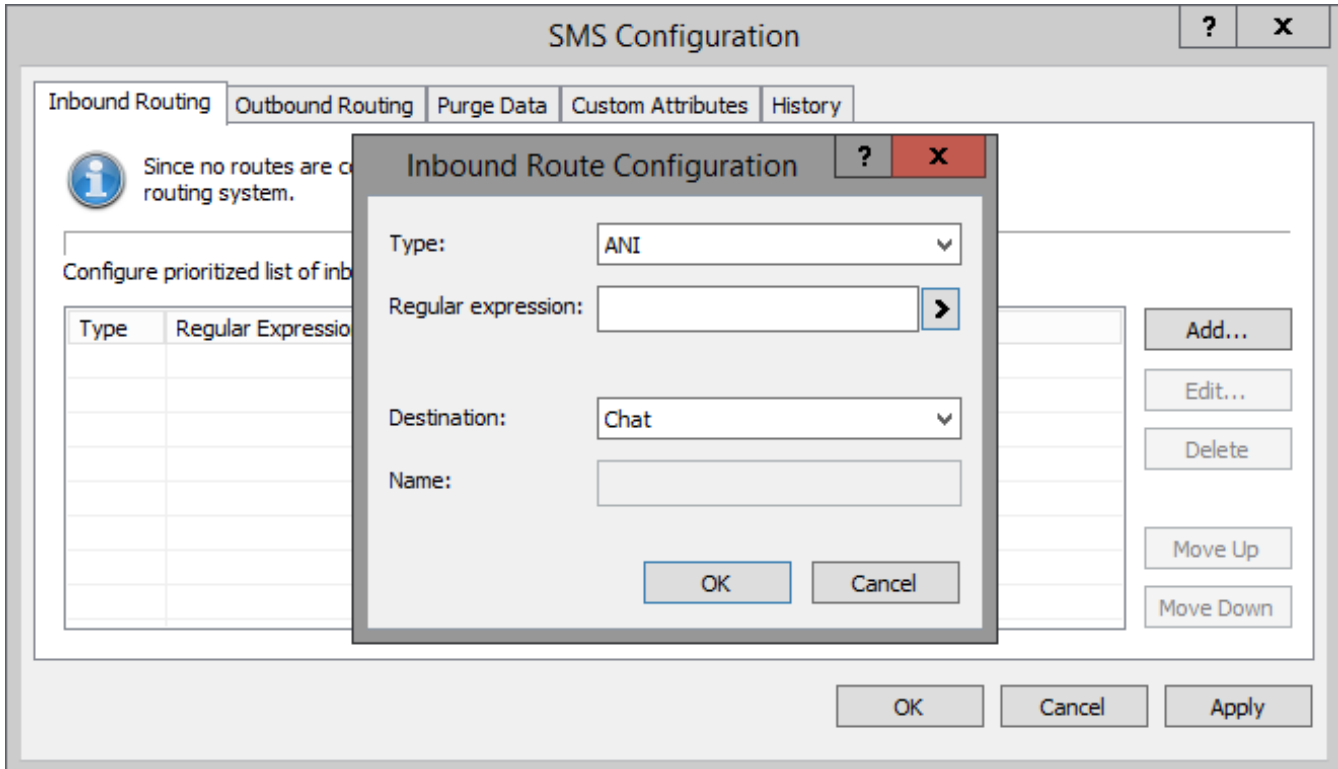 SMS Configuration
?
x
Inbound Routing
Outbound Routing
Purge Data
Custom Attributes
History
Since no routes are
routing system.
Configure prioritized list of
Type
Regular
Add...
Edit...
Delete
Move Up
Move Down
Inbound Route Configuration
?
x
Type:
ANI
Regular expression:
>
Destination:
Chat
Name:
OK
Cancel
OK
Cancel
Apply